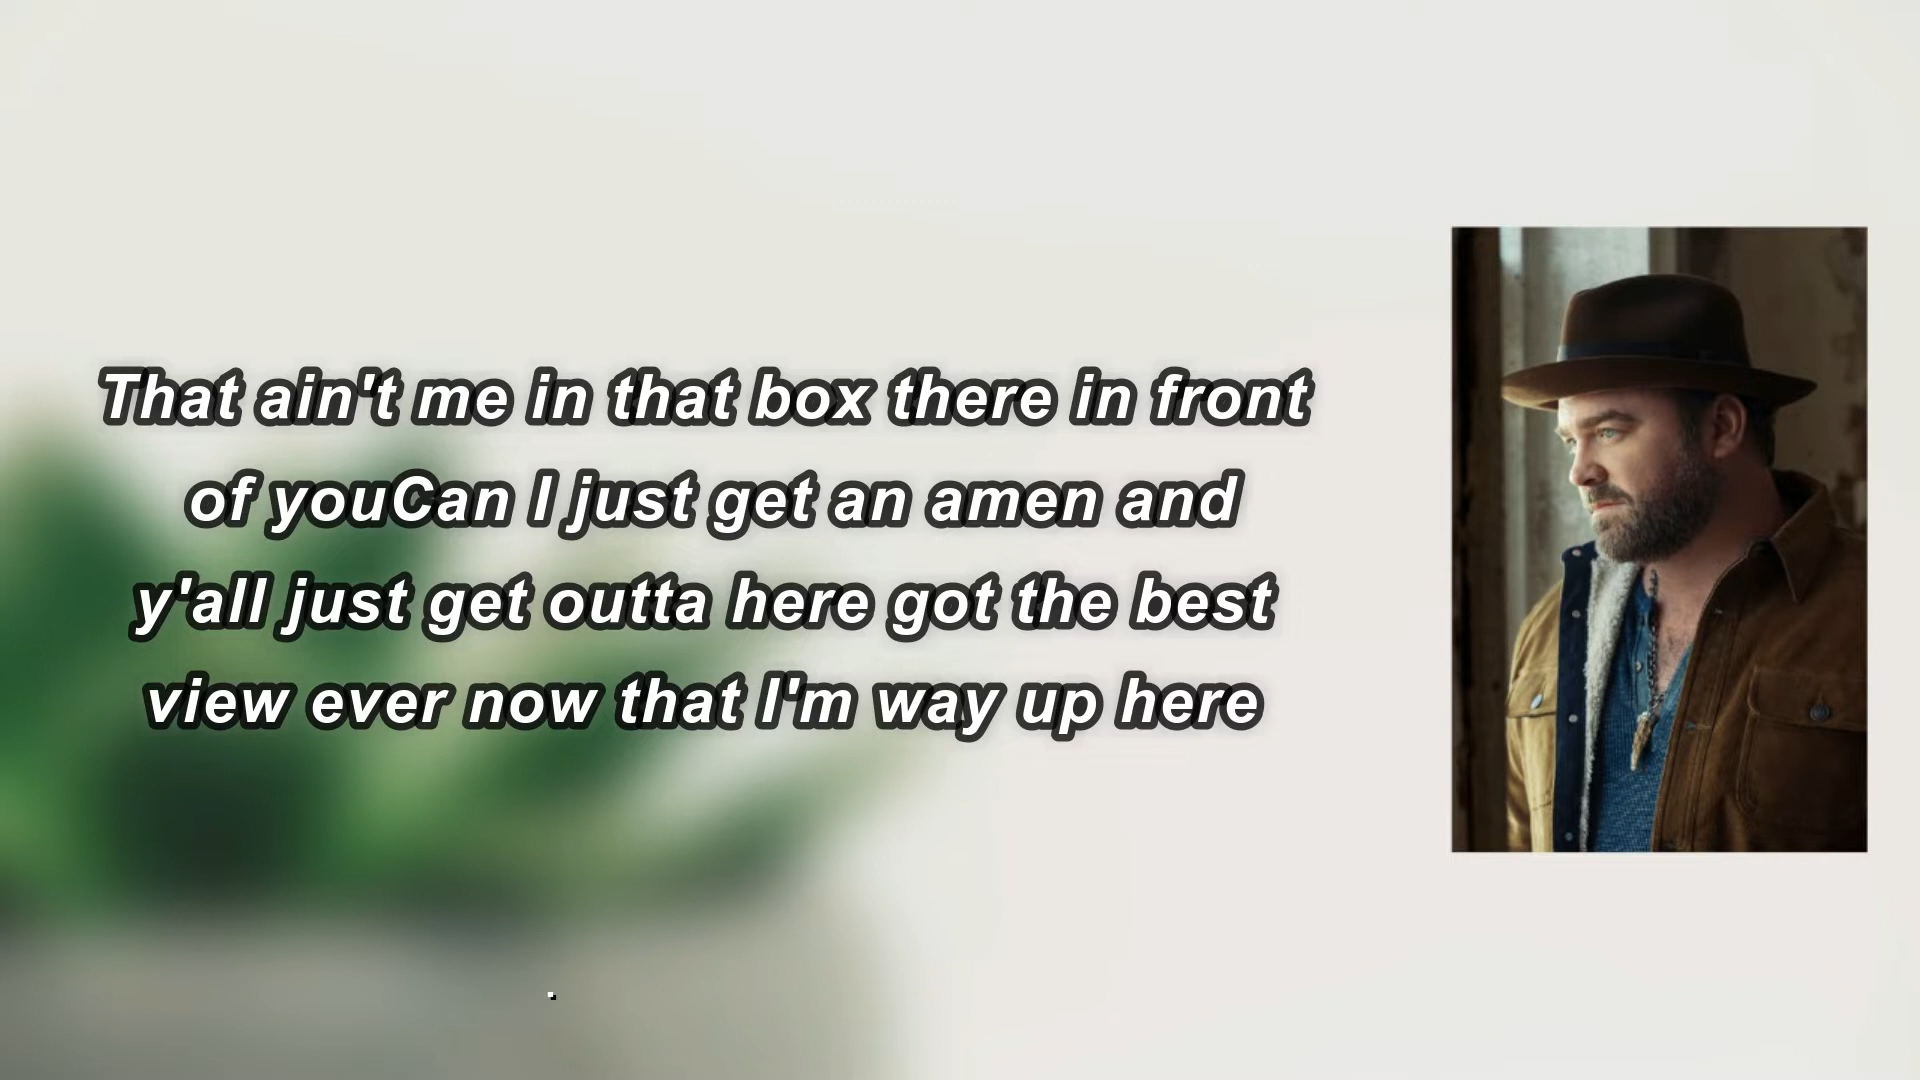 That ain't me in that box there in front
of youCan I just get an amen and
y'all just get outta here got the best
view ever now that I'm way up here